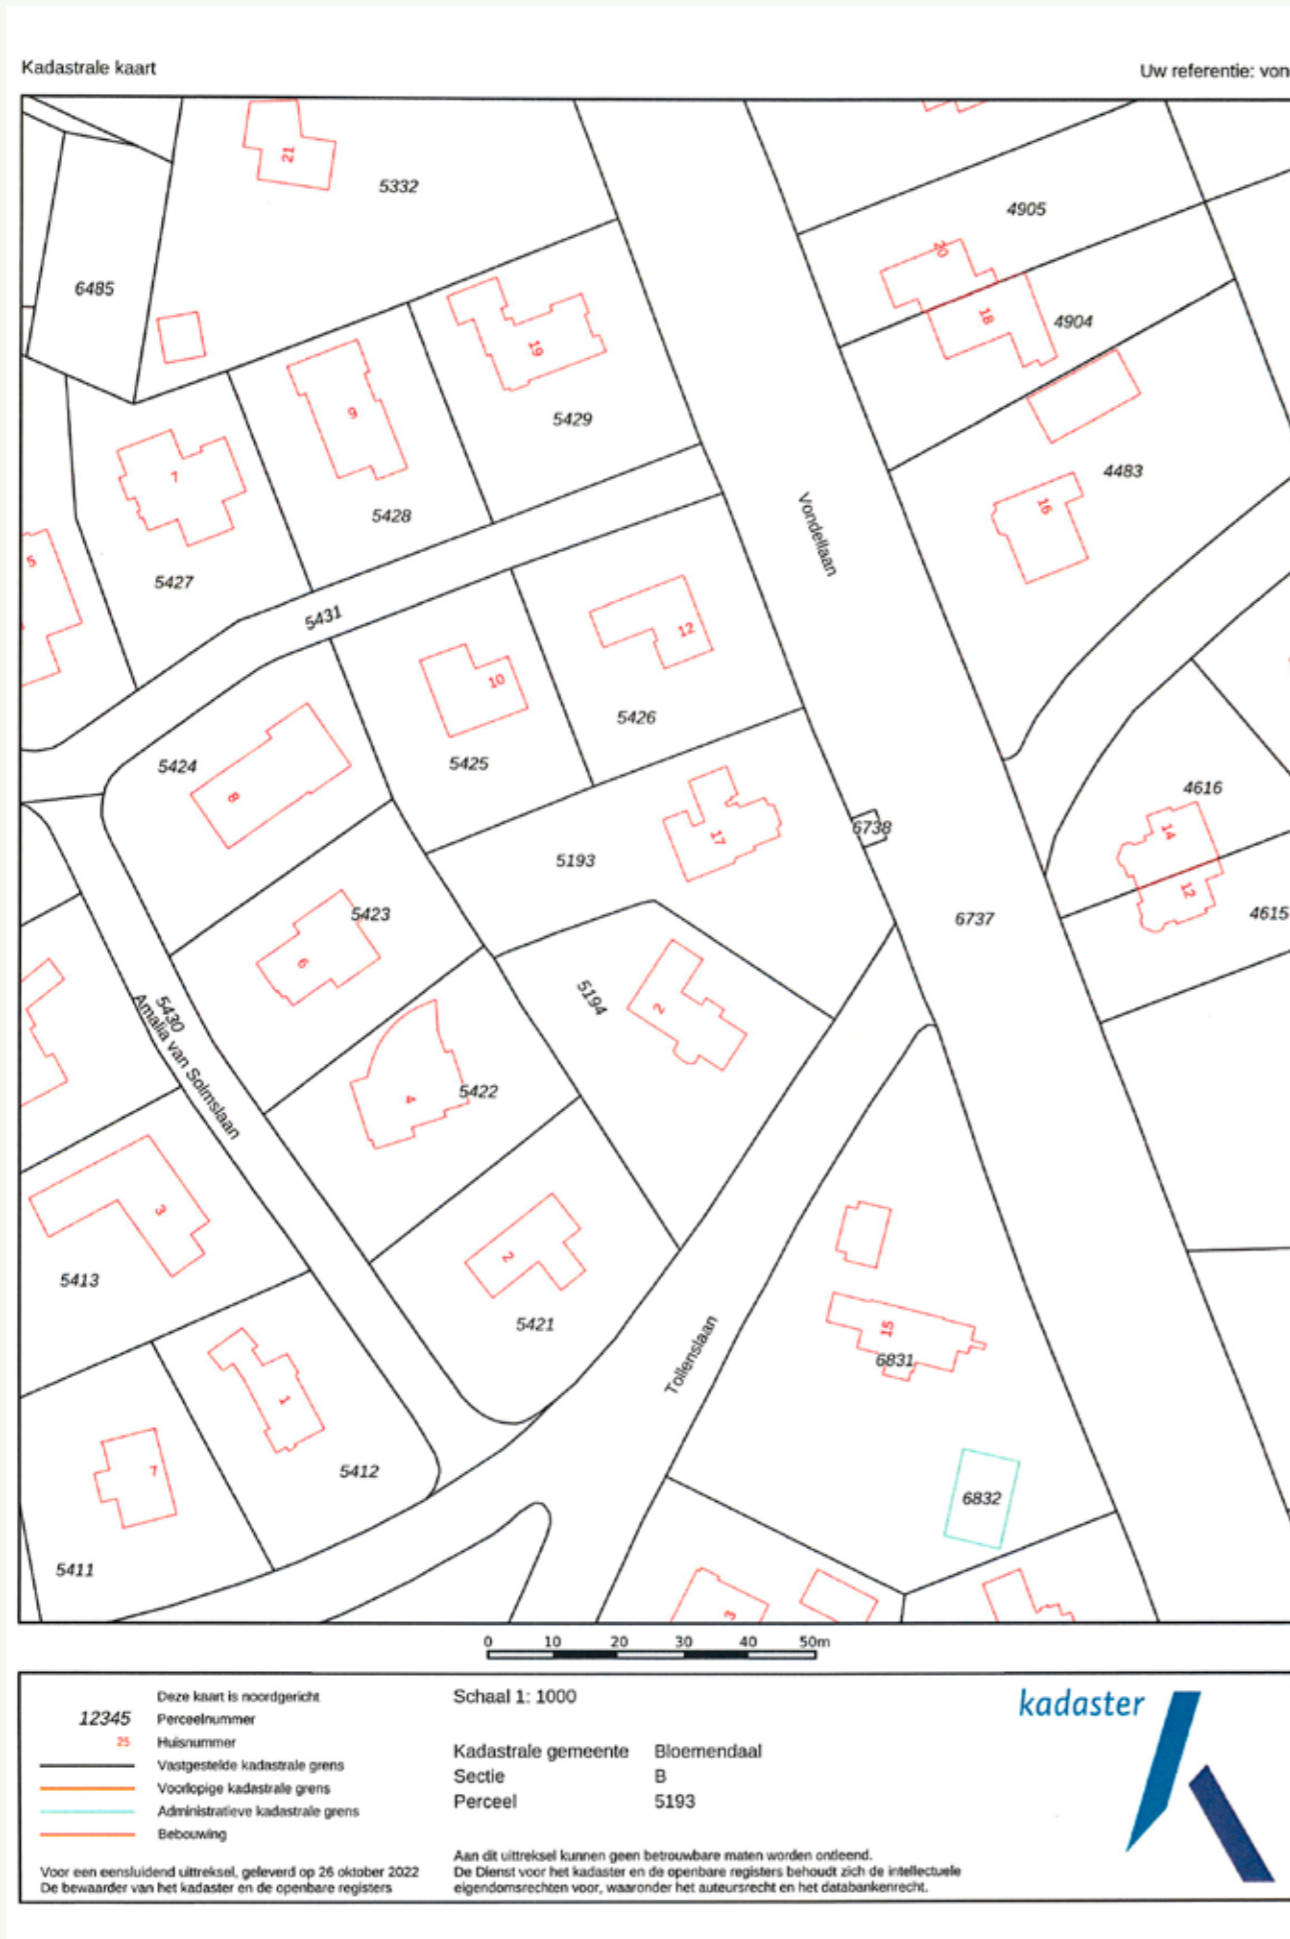 Kadastrale kaart
Uw referentie: von
21
5332
4905
6485
20
18
4904
19
9
5429
4483
7
5428
16
Vondellaan
5
5427
5431
12
10
5426
5424
5425
8
4616
17
6738
14
5193
12
5423
6737
4615
6
5194
2
5430
Amalia van Solmslaan
5422
4
3
5413
2
5421
15
6831
Tollenslaan
1
7
5412
6832
5411
3
0 10 20 30 40 50m
Deze kaart is noordgericht
12345 Perceelnummer
25 Huisnummer
Vastgestelde kadastrale grens
Voorlopige kadastrale grens
Administratieve kadastrale grens
Bebouwing
Voor een eensluidend uittreksel, geleverd op 26 oktober 2022
De bewaarder van het kadaster en de openbare registers
Schaal 1: 1000
Kadastrale gemeente Bloemendaal
Sectie B
Perceel 5193
Aan dit uittreksel kunnen geen betrouwbare maten worden ontleend.
De Dienst voor het kadaster en de openbare registers behoudt zich de intellectuele
eigendomsrechten voor, waaronder het auteursrecht en het databankenrecht.
kadaster